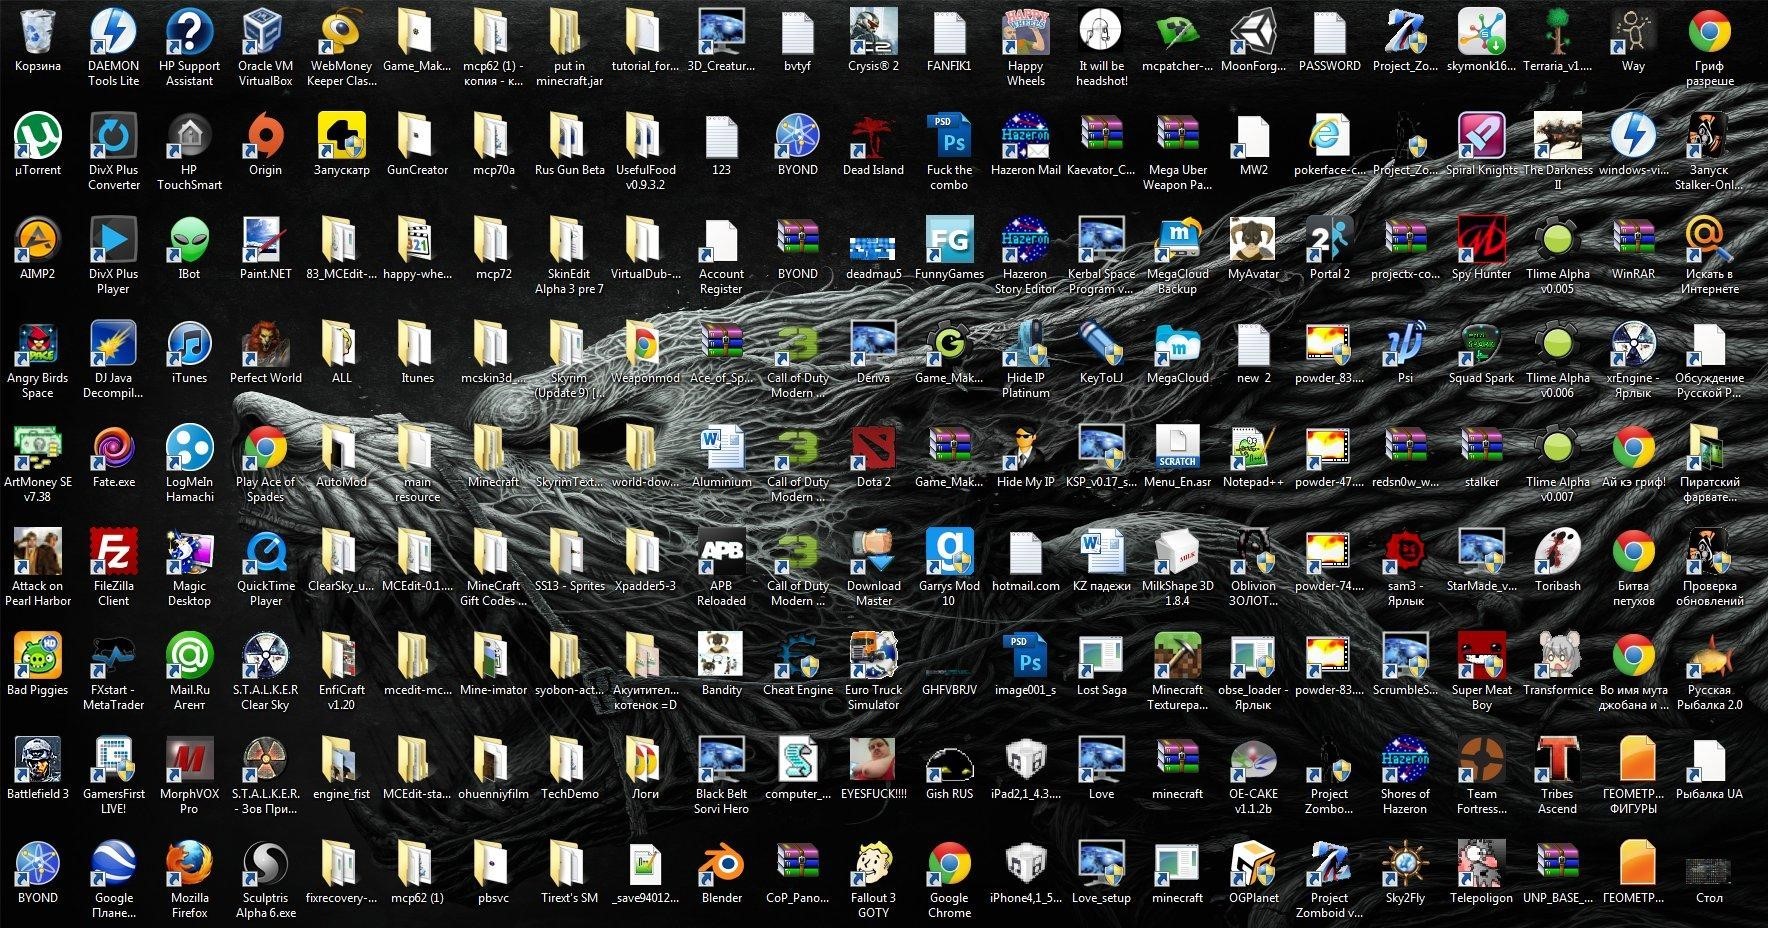 Корзина
DAEMON Tools Lite
HP Support Assistant
Oracle VM VirtualBox
WebMoney Keeper Clas...
Game_Mak...
mcp62 (1) - копия - к...
put in minecraft.jar
tutorial_for...
3D_Creatur...
bvtyf
Crysis® 2
FANFIK1
Happy Wheels
It will be headshot!
mcpatcher-...
MoonForg...
PASSWORD
Project_Zo...
skymonk16...
Terraria_v1....
Way
Гриф разреше
µTorrent
DivX Plus Converter
HP TouchSmart
Origin
Запускатр
GunCreator
mcp70a
Rus Gun Beta
UsefulFood v0.9.3.2
123
BYOND
Dead Island
Fuck the combo
Hazeron Mail
Kaevator_C...
Mega Uber Weapon Pa...
MW2
pokerface-c...
Project_Zo...
Spiral Knights
The Darkness II
windows-vi...
Запуск Stalker-Onl...
AIMP2
DivX Plus Player
IBot
Paint.NET
83_MCEdit-...
happy-whe...
mcp72
SkinEdit Alpha 3 pre 7
VirtualDub-...
Account Register
BYOND
deadmau5
FunnyGames
Hazeron Story Editor
Kerbal Space Program v...
MegaCloud Backup
MyAvatar
Portal 2
projectx-co...
Spy Hunter
Tlime Alpha v0.005
WinRAR
Искать в Интернете
Angry Birds Space
DJ Java Decompil...
iTunes
Perfect World
ALL
Itunes
mcskin3d_...
Skyrim (Update 9) [...
Weaponmod
Ace_of_Sp...
Call of Duty Modern ...
Deriva
Game_Mak...
Hide IP Platinum
KeyToLJ
MegaCloud
new 2
powder_83....
Psi
Squad Spark
Tlime Alpha v0.006
xrEngine - Ярлык
Обсуждение Русской Р...
ArtMoney SE v7.38
Fate.exe
LogMeIn Hamachi
Play Ace of Spades
AutoMod
main resource
Minecraft
SkyrimText...
world-dow...
Aluminium
Call of Duty Modern ...
Dota 2
Game_Mak...
Hide My IP
KSP_v0.17_s...
Menu_En.asr
Notepad++
powder-47....
redsn0w_w...
stalker
Tlime Alpha v0.007
Ай кэ гриф!
Пиратский фарвате...
Attack on Pearl Harbor
FileZilla Client
Magic Desktop
QuickTime Player
ClearSky_u...
MCEdit-0.1....
MineCraft Gift Codes ...
SS13 - Sprites
Xpadder5-3
APB Reloaded
Call of Duty Modern ...
Download Master
Garrys Mod 10
hotmail.com
KZ падежи
MilkShape 3D 1.8.4
Oblivion ЗОЛОТ...
powder-74....
sam3 - Ярлык
StarMade_v...
Toribash
Битва петухов
Проверка обновлений
Bad Piggies
FXstart - MetaTrader
Mail.Ru Агент
S.T.A.L.K.E.R Clear Sky
EnfiCraft v1.20
mcedit-mc...
Mine-imator
syobon-act...
Акуитител... котенок =D
Bandity
Cheat Engine
Euro Truck Simulator
GHFVBRJV
image001_s
Lost Saga
Minecraft Texturepa...
obse_loader - Ярлык
powder-83....
ScrumbleS...
Super Meat Boy
Transformice
Во имя мута джобана и ...
Русская Рыбалка 2.0
Battlefield 3
GamersFirst LIVE!
MorphVOX Pro
S.T.A.L.K.E.R. - Зов При...
engine_fist
MCEdit-sta...
ohuenniyfilm
TechDemo
Логи
Black Belt Sorvi Hero
computer_...
EYESFUCK!!!!
Gish RUS
iPad2,1_4.3....
Love
minecraft
OE-CAKE v1.1.2b
Project Zombo...
Shores of Hazeron
Team Fortress...
Tribes Ascend
ГЕОМЕТР... ФИГУРЫ
Рыбалка UA
BYOND
Google Плане...
Mozilla Firefox
Sculptris Alpha 6.exe
fixrecovery-...
mcp62 (1)
pbsvc
Tirext's SM
_save94012...
Blender
CoP_Pano...
Fallout 3 GOTY
Google Chrome
iPhone4,1_5...
Love_setup
minecraft
OGPlanet
Project Zomboid v...
Sky2Fly
Telepoligon
UNP_BASE_...
ГЕОМЕТР...
Стол